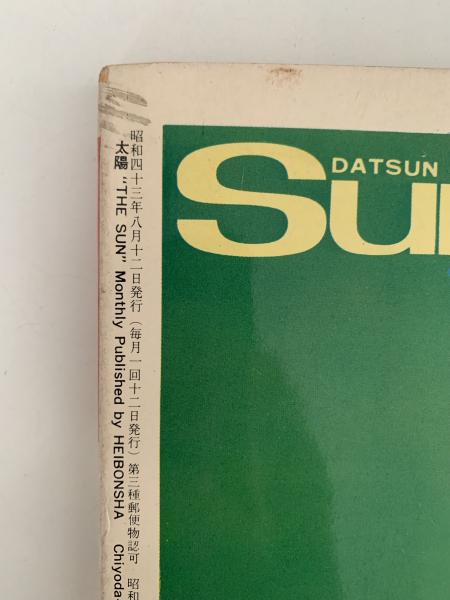 DATSUN
Su
昭和四十三年八月十二日発行（毎月一回十二日発行）第三種郵便物認可 昭和
太陽 "THE SUN" Monthly Published by HEIBONSHA Chiyoda-